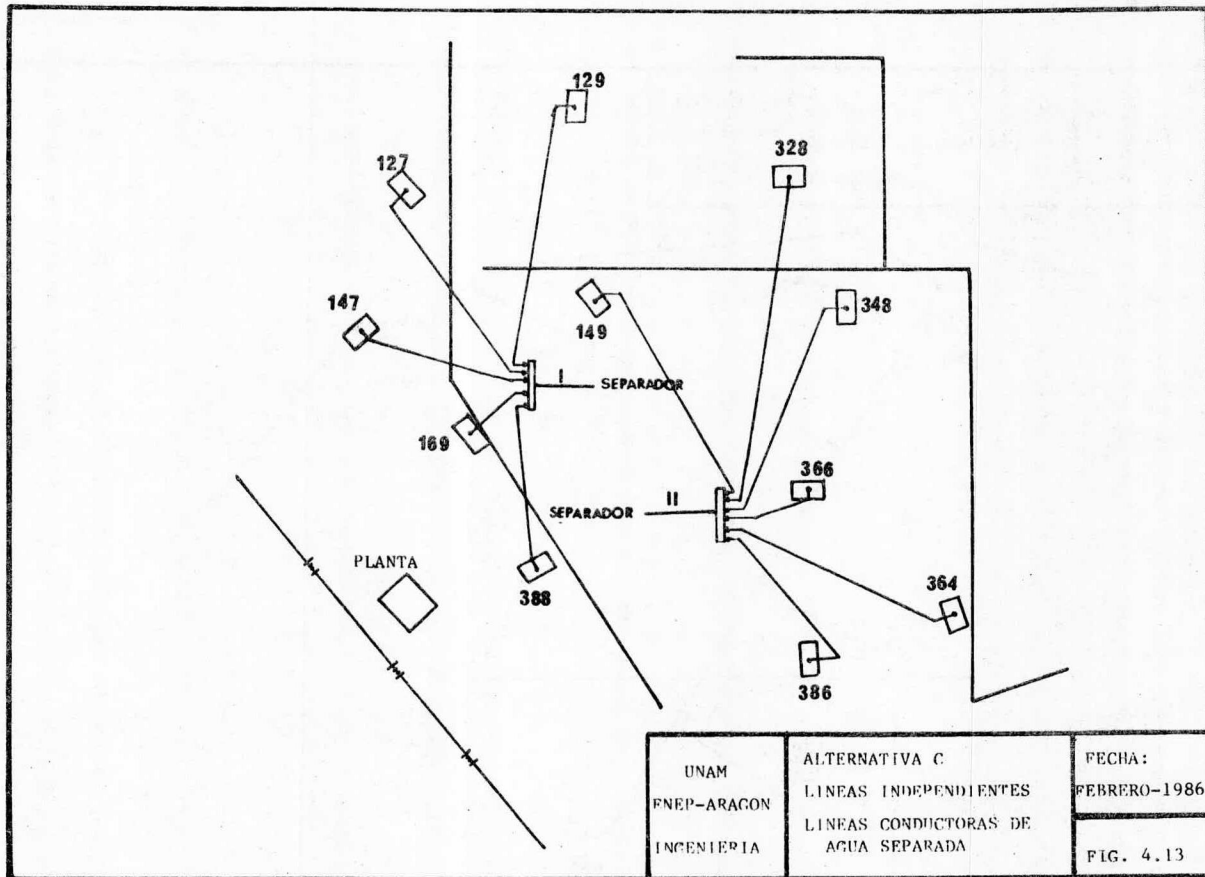 129
127
328
147
149
348
I
SEPARADOR
169
366
II
SEPARADOR
PLANTA
388
364
386
UNAM
ENEP-ARAGON
INGENIERIA
ALTERNATIVA C
LINEAS INDEPENDIENTES
LINEAS CONDUCTORAS DE
AGUA SEPARADA
FECHA:
FEBRERO-1986
FIG. 4.13